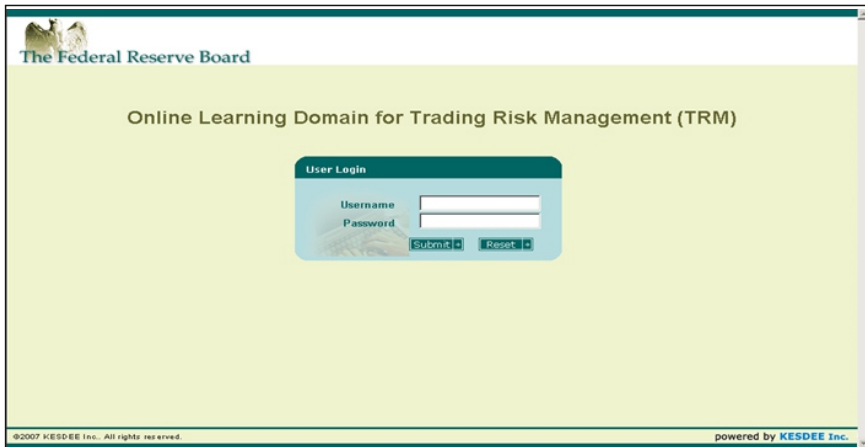 The Federal Reserve Board
Online Learning Domain for Trading Risk Management (TRM)
User Login
Username
Password
Submit Reset
©2007 KESDEE Inc.. All rights reserved. powered by KESDEE Inc.